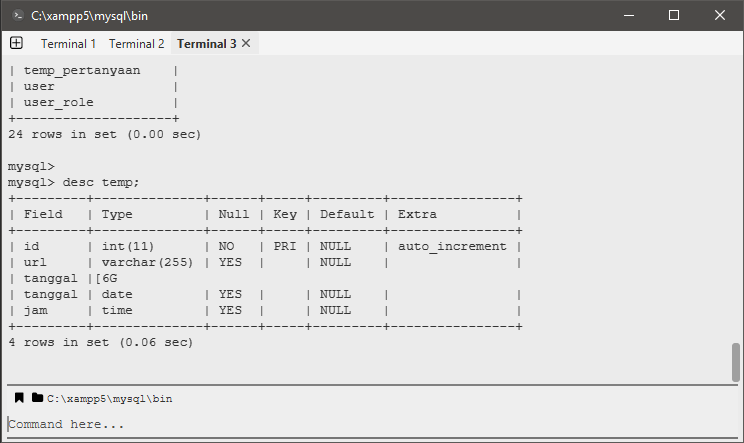 C:\xampp5\mysql\bin
Terminal 1 Terminal 2 Terminal 3
| temp_pertanyaan    |
| user               |
| user_role          |
+--------------------+
24 rows in set (0.00 sec)
mysql>
mysql> desc temp;
+---------+--------------+------+-----+---------+----------------+
| Field   | Type         | Null | Key | Default | Extra          |
+---------+--------------+------+-----+---------+----------------+
| id      | int(11)      | NO   | PRI | NULL    | auto_increment |
| url     | varchar(255) | YES  |     | NULL    |                |
| tanggal |[6G
| tanggal | date         | YES  |     | NULL    |                |
| jam     | time         | YES  |     | NULL    |                |
+---------+--------------+------+-----+---------+----------------+
4 rows in set (0.06 sec)
C:\xampp5\mysql\bin
Command here...